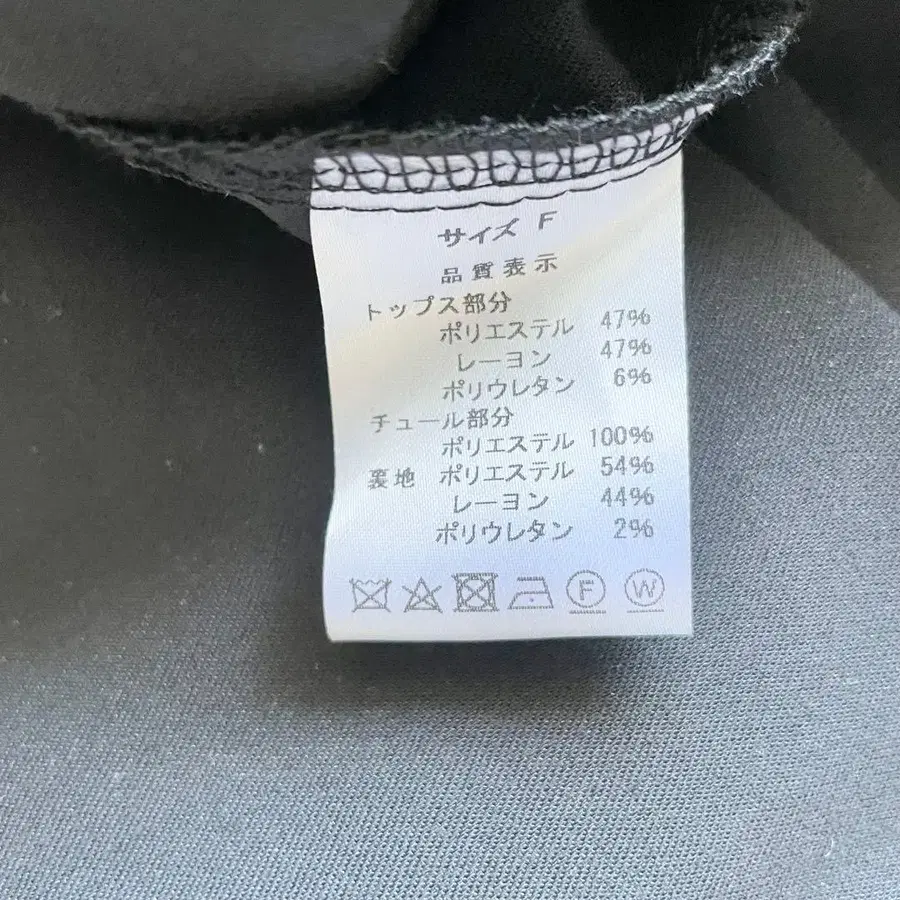 サイズ F
品質表示
トップス部分
ポリエステル 47%
レーヨン 47%
ポリウレタン 6%
チュール部分
ポリエステル 100%
裏地 ポリエステル 54%
レーヨン 44%
ポリウレタン 2%
F W